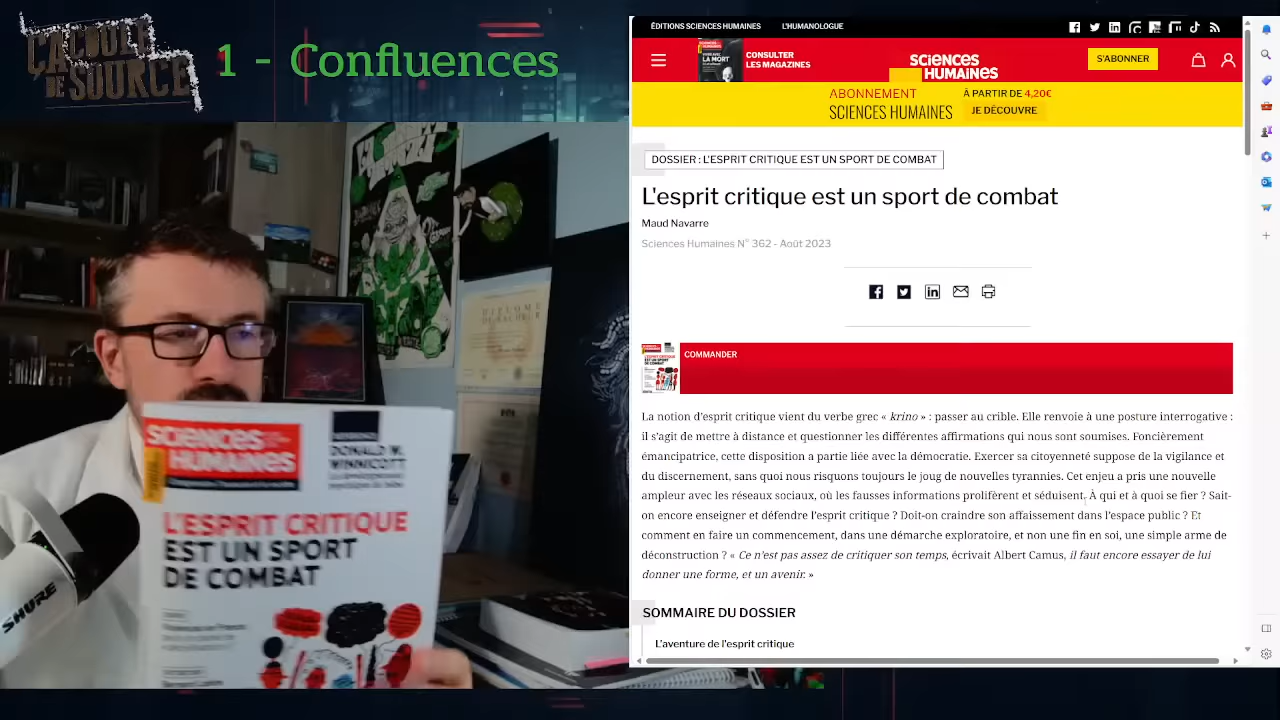 L'ACOUPHÈNE
DE SOURCE
1 - Confluences
SCIENCES
HUMAINES
DONALD W.
WINNICOTT
L'ESPRIT CRITIQUE
EST UN SPORT
DE COMBAT
SHURE
ÉDITIONS SCIENCES HUMAINES L'HUMANOLOGUE
CONSULTER
LES MAGAZINES
SCIENCES
HUMAINES
S'ABONNER
ABONNEMENT
SCIENCES HUMAINES
À PARTIR DE 4,20€
JE DÉCOUVRE
DOSSIER : L'ESPRIT CRITIQUE EST UN SPORT DE COMBAT
L'esprit critique est un sport de combat
Maud Navarre
Sciences Humaines N° 362 - Août 2023
COMMANDER
La notion d'esprit critique vient du verbe grec « krino » : passer au crible. Elle renvoie à une posture interrogative :
il s'agit de mettre à distance et questionner les différentes affirmations qui nous sont soumises. Foncièrement
émancipatrice, cette disposition a partie liée avec la démocratie. Exercer sa citoyenneté suppose de la vigilance et
du discernement, sans quoi nous risquons toujours le joug de nouvelles tyrannies. Cet enjeu a pris une nouvelle
ampleur avec les réseaux sociaux, où les fausses informations prolifèrent et séduisent. À qui et à quoi se fier ? Sait-
on encore enseigner et défendre l'esprit critique ? Doit-on craindre son affaissement dans l'espace public ? Et
comment en faire un commencement, dans une démarche exploratoire, et non une fin en soi, une simple arme de
déconstruction ? « Ce n'est pas assez de critiquer son temps, écrivait Albert Camus, il faut encore essayer de lui
donner une forme, et un avenir. »
SOMMAIRE DU DOSSIER
L'aventure de l'esprit critique